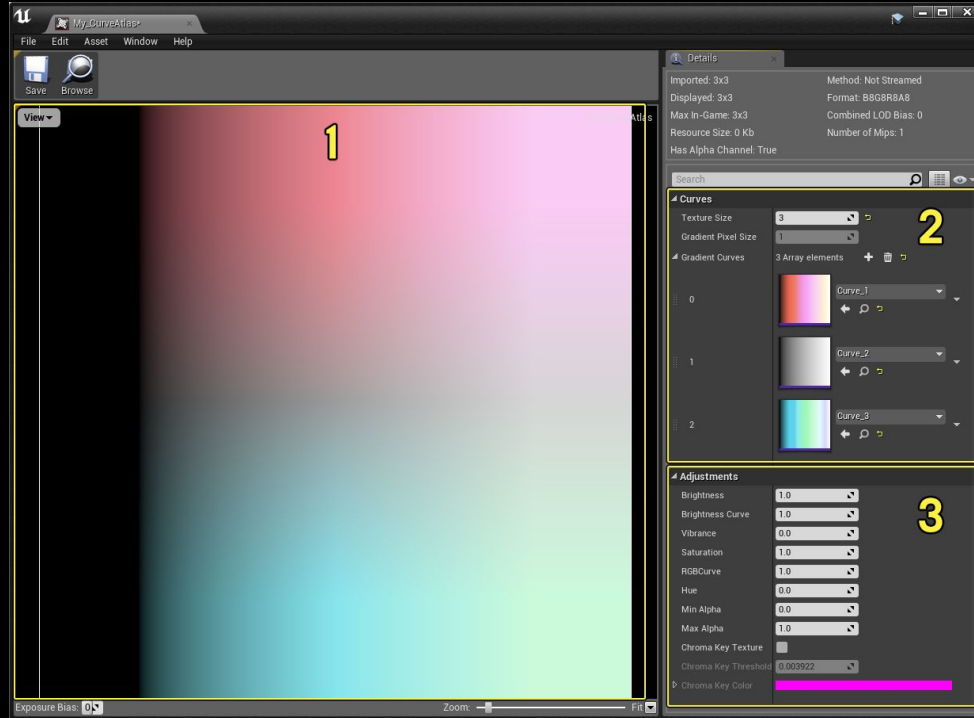 My_CurveAtlas*
File Edit Asset Window Help
Save Browse
View
Atlas
1
Exposure Bias: 0
Zoom:
Fit
Details
Imported: 3x3 Method: Not Streamed
Displayed: 3x3 Format: B8G8R8A8
Max In-Game: 3x3 Combined LOD Bias: 0
Resource Size: 0 Kb Number of Mips: 1
Has Alpha Channel: True
Search
Curves
2
Texture Size 3
Gradient Pixel Size 1
Gradient Curves 3 Array elements
0 Curve_1
1 Curve_2
2 Curve_3
Adjustments
3
Brightness 1.0
Brightness Curve 1.0
Vibrance 0.0
Saturation 1.0
RGBCurve 1.0
Hue 0.0
Min Alpha 0.0
Max Alpha 1.0
Chroma Key Texture
Chroma Key Threshold 0.003922
Chroma Key Color